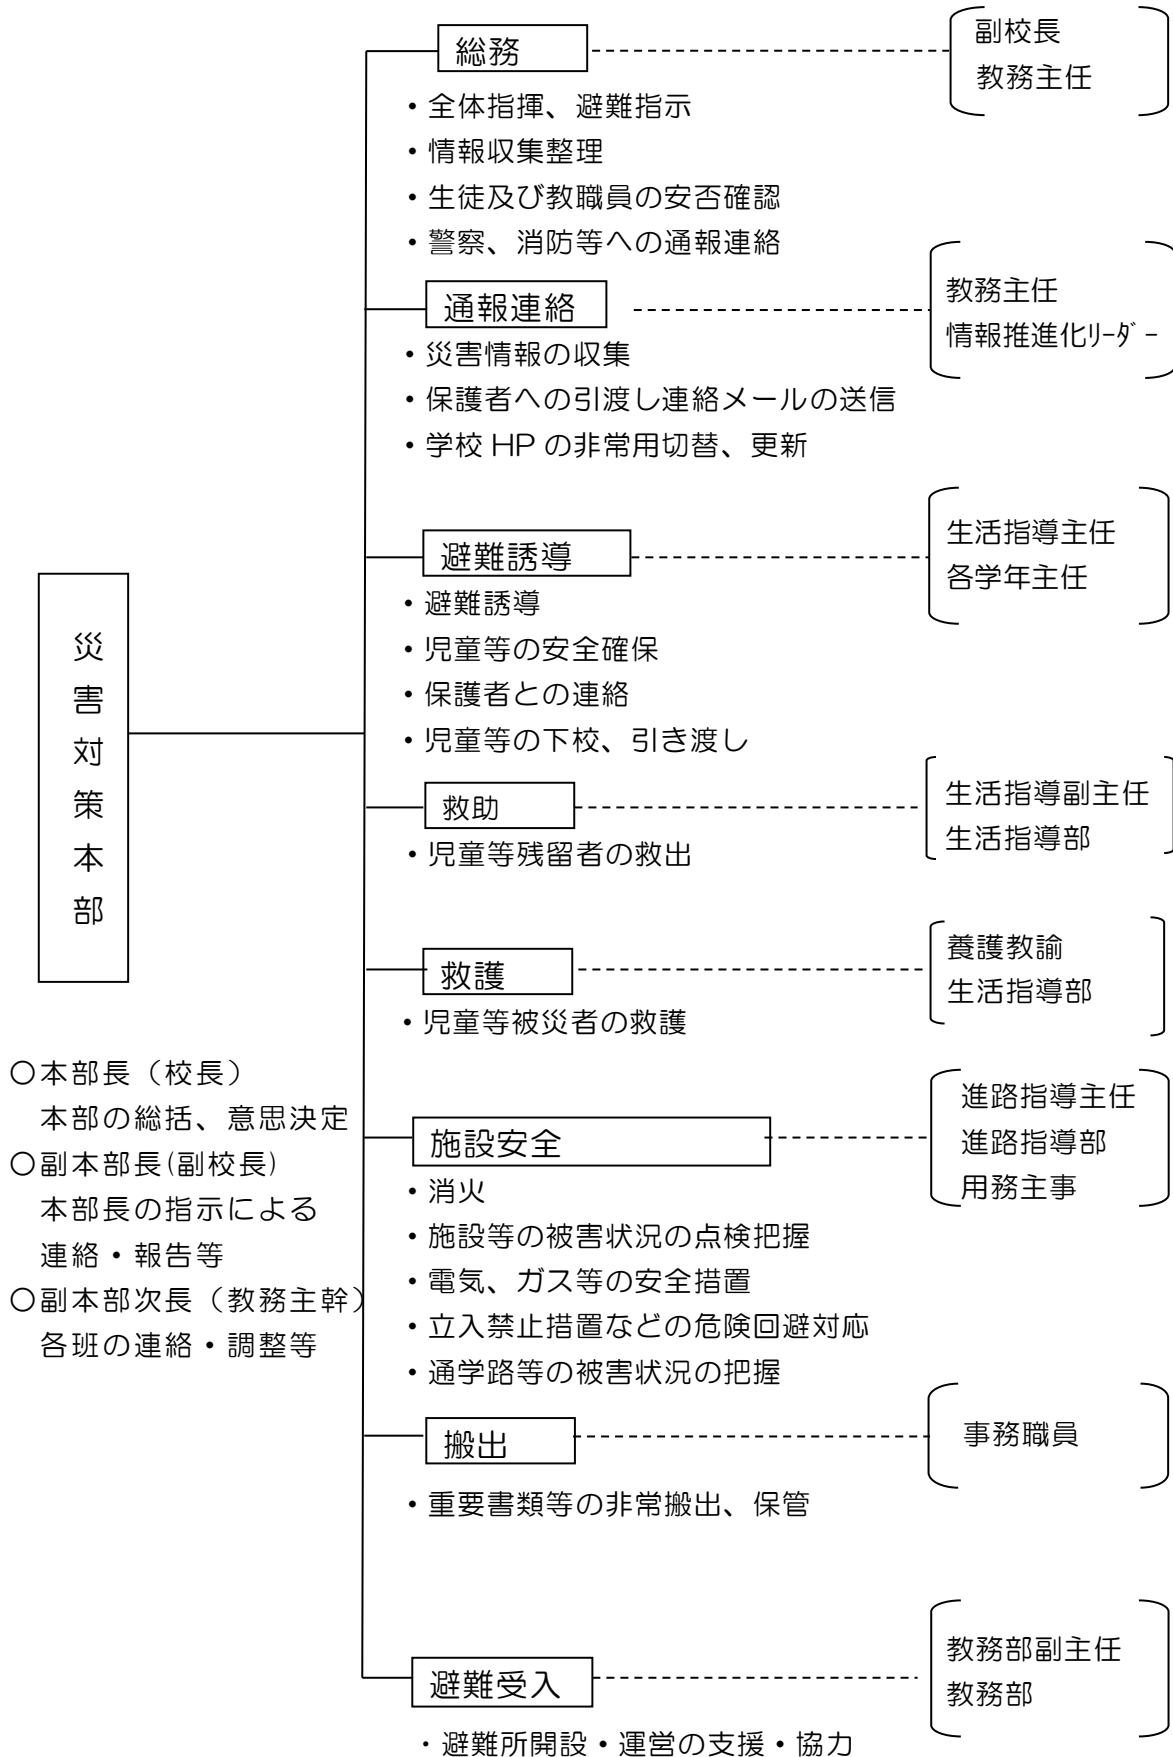 総務
副校長
教務主任
・全体指揮、避難指示
・情報収集整理
・生徒及び教職員の安否確認
・警察、消防等への通報連絡
通報連絡
教務主任
情報推進化ﾘｰﾀﾞｰ
・災害情報の収集
・保護者への引渡し連絡メールの送信
・学校 HP の非常用切替、更新
避難誘導
生活指導主任
各学年主任
・避難誘導
・児童等の安全確保
・保護者との連絡
・児童等の下校、引き渡し
災害対策本部
救助
生活指導副主任
生活指導部
・児童等残留者の救出
救護
養護教諭
生活指導部
・児童等被災者の救護
〇本部長（校長）
本部の総括、意思決定
〇副本部長(副校長)
本部長の指示による
連絡・報告等
〇副本部次長（教務主幹）
各班の連絡・調整等
施設安全
進路指導主任
進路指導部
用務主事
・消火
・施設等の被害状況の点検把握
・電気、ガス等の安全措置
・立入禁止措置などの危険回避対応
・通学路等の被害状況の把握
搬出
事務職員
・重要書類等の非常搬出、保管
避難受入
教務部副主任
教務部
・避難所開設・運営の支援・協力